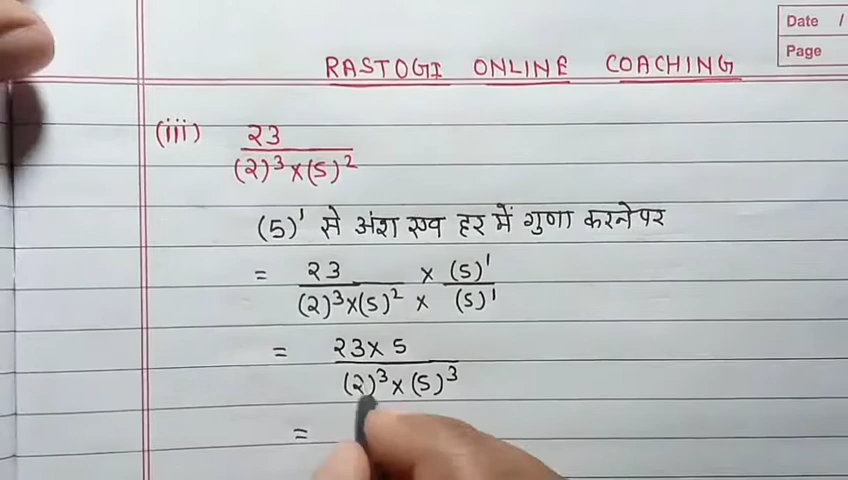 Date /
Page
RASTOGI ONLINE COACHING
(iii) 23
(2)³×(5)²
(5)¹ से अंश एव हर में गुणा करने पर
= 23 × (5)¹
(2)³×(5)² × (5)¹
= 23× 5
(2)³×(5)³
=